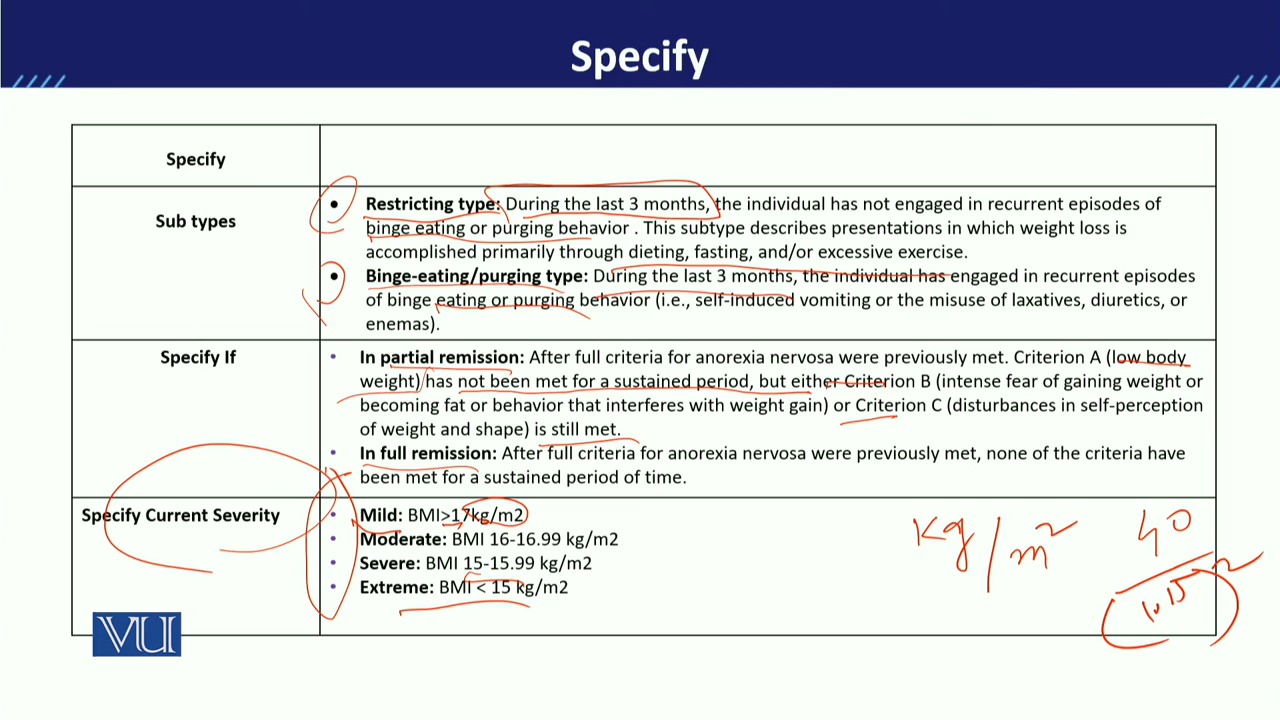 Specify
Specify
Sub types
• Restricting type: During the last 3 months, the individual has not engaged in recurrent episodes of
binge eating or purging behavior . This subtype describes presentations in which weight loss is
accomplished primarily through dieting, fasting, and/or excessive exercise.
• Binge-eating/purging type: During the last 3 months, the individual has engaged in recurrent episodes
of binge eating or purging behavior (i.e., self-induced vomiting or the misuse of laxatives, diuretics, or
enemas).
Specify If
• In partial remission: After full criteria for anorexia nervosa were previously met. Criterion A (low body
weight) has not been met for a sustained period, but either Criterion B (intense fear of gaining weight or
becoming fat or behavior that interferes with weight gain) or Criterion C (disturbances in self-perception
of weight and shape) is still met.
• In full remission: After full criteria for anorexia nervosa were previously met, none of the criteria have
been met for a sustained period of time.
Specify Current Severity
• Mild: BMI>17kg/m2
• Moderate: BMI 16-16.99 kg/m2
• Severe: BMI 15-15.99 kg/m2
• Extreme: BMI < 15 kg/m2
kg/m2
40
VU